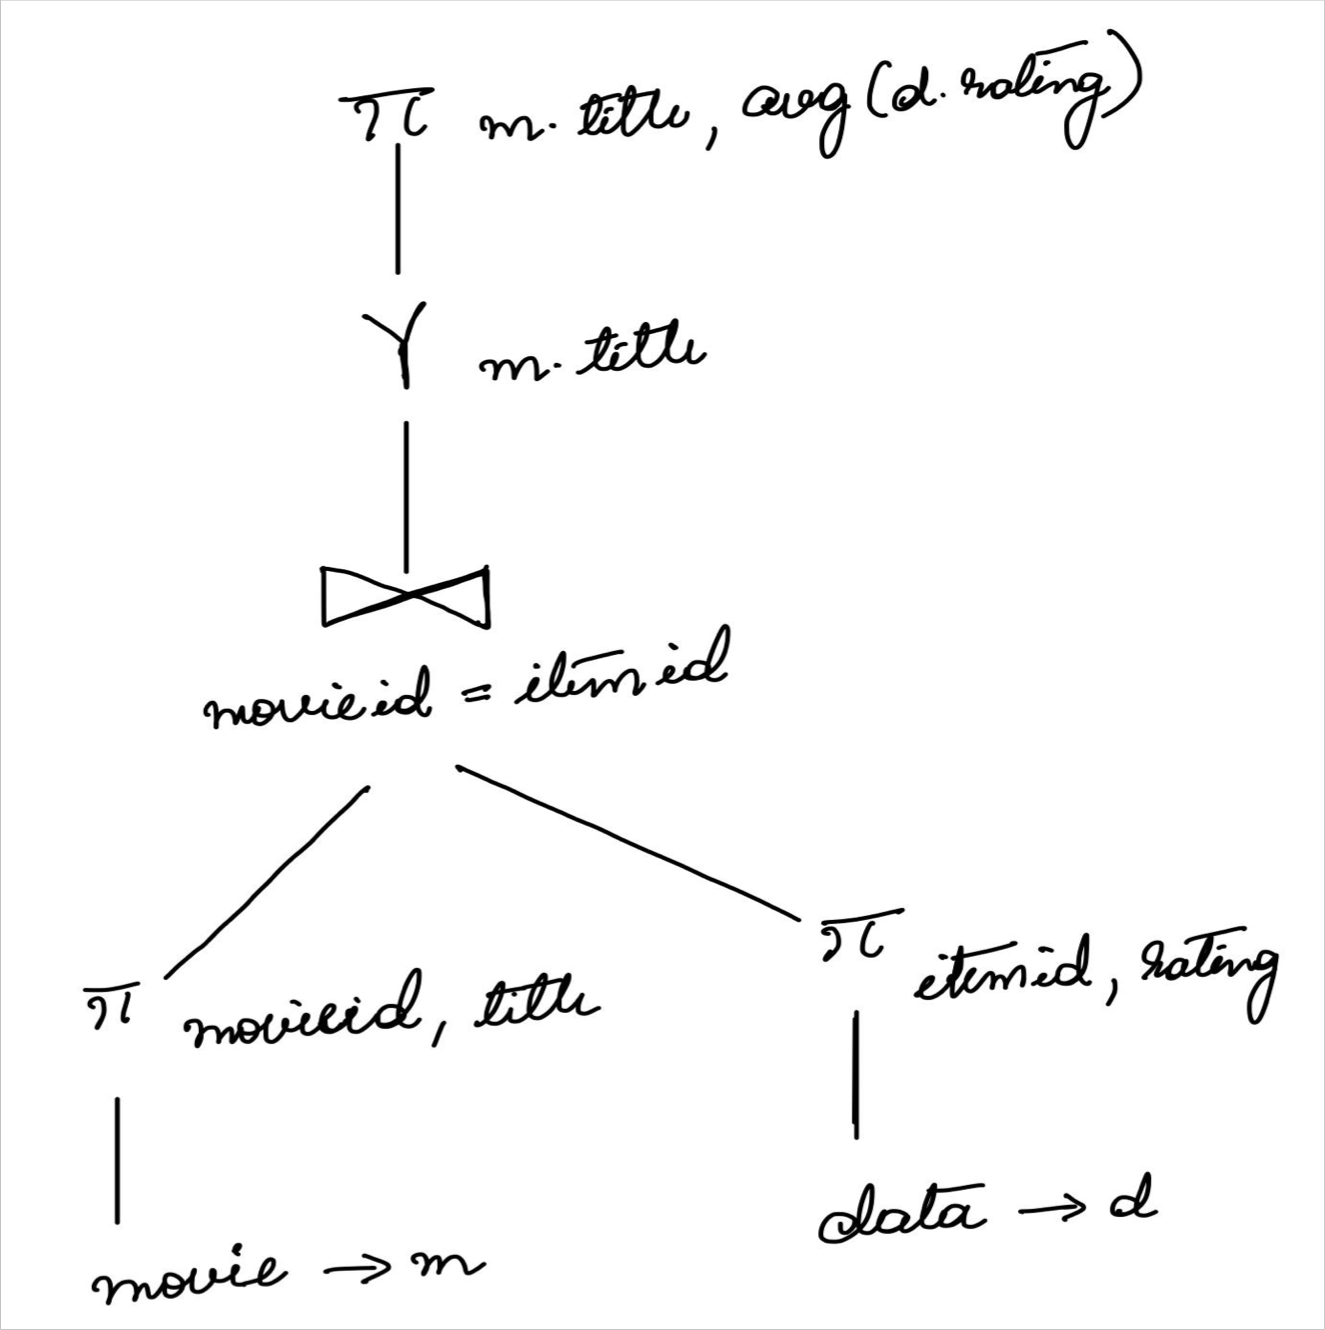 π m.title, avg(d.rating)
γ m.title
⋈
movieid = itemid
π itemid, rating
π movieid, title
data → d
movie → m